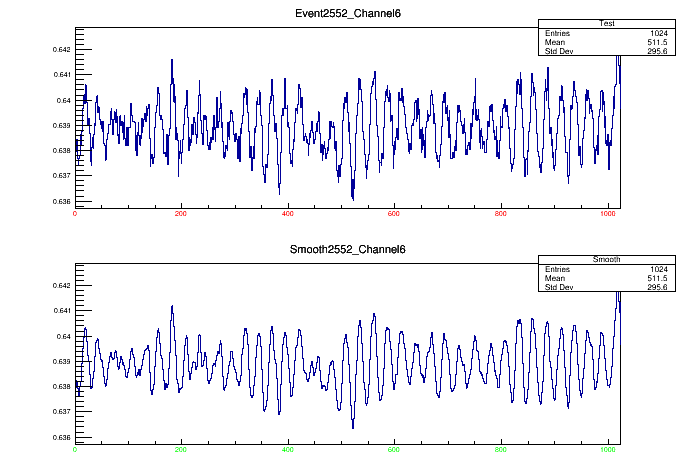 Event2552_Channel6
Test
Entries 1024
Mean 511.5
Std Dev 295.6
0.642
0.641
0.64
0.639
0.638
0.637
0.636
0 200 400 600 800 1000
Smooth2552_Channel6
Smooth
Entries 1024
Mean 511.5
Std Dev 295.6
0.642
0.641
0.64
0.639
0.638
0.637
0.636
0 200 400 600 800 1000